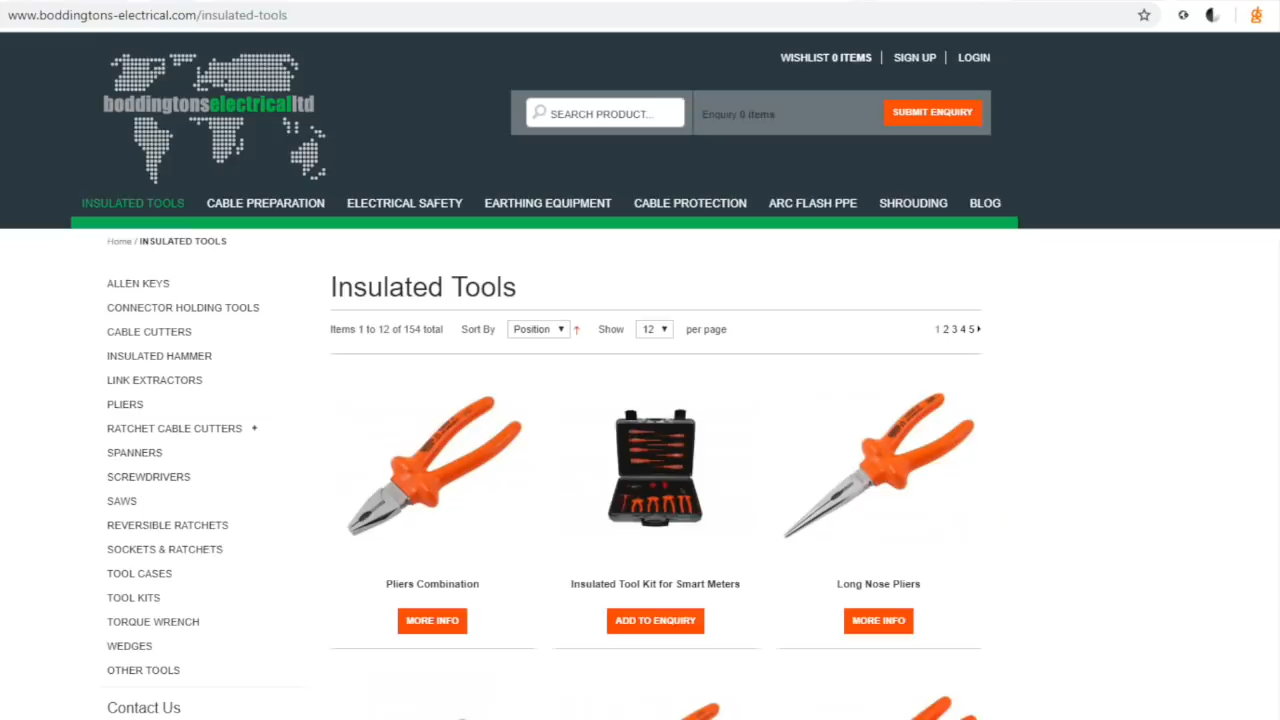 www.boddingtons-electrical.com/insulated-tools
WISHLIST 0 ITEMS
SIGN UP
LOGIN
boddingtonselectricalltd
SEARCH PRODUCT...
Enquiry 0 items
SUBMIT ENQUIRY
INSULATED TOOLS CABLE PREPARATION ELECTRICAL SAFETY EARTHING EQUIPMENT CABLE PROTECTION ARC FLASH PPE SHROUDING BLOG
Home / INSULATED TOOLS
ALLEN KEYS
CONNECTOR HOLDING TOOLS
CABLE CUTTERS
INSULATED HAMMER
LINK EXTRACTORS
PLIERS
RATCHET CABLE CUTTERS +
SPANNERS
SCREWDRIVERS
SAWS
REVERSIBLE RATCHETS
SOCKETS & RATCHETS
TOOL CASES
TOOL KITS
TORQUE WRENCH
WEDGES
OTHER TOOLS
Contact Us
Insulated Tools
Items 1 to 12 of 154 total Sort By Position Show 12 per page 1 2 3 4 5
Pliers Combination
MORE INFO
Insulated Tool Kit for Smart Meters
ADD TO ENQUIRY
Long Nose Pliers
MORE INFO